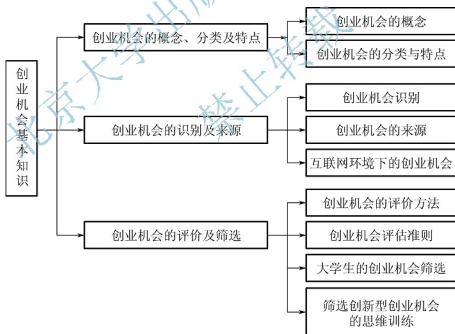 创业机会基本知识
创业机会的概念、分类及特点
创业机会的概念
创业机会的分类与特点
创业机会的识别及来源
创业机会识别
创业机会的来源
互联网环境下的创业机会
创业机会的评价及筛选
创业机会的评价方法
创业机会评估准则
大学生的创业机会筛选
筛选创新型创业机会
的思维训练
北京大学出版
禁止转载